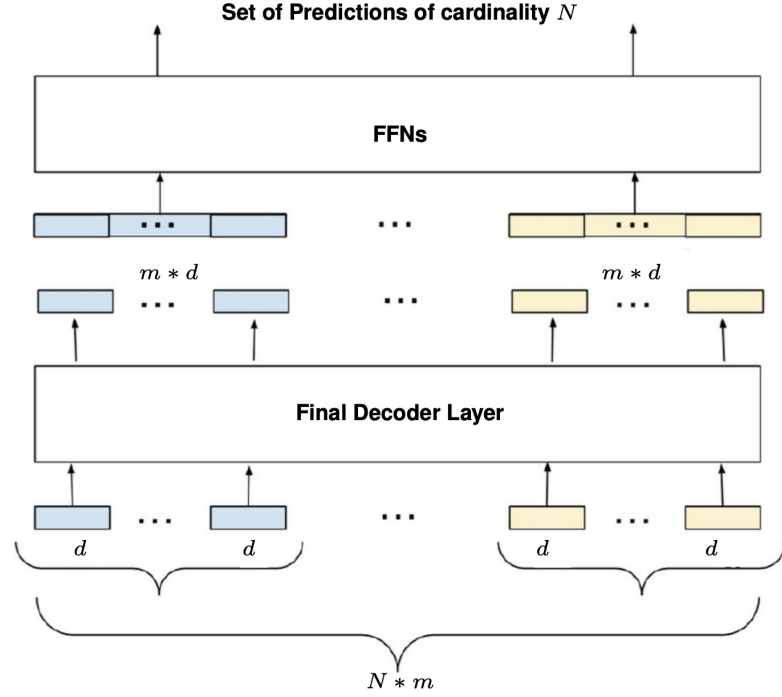 Set of Predictions of cardinality N
FFNs
... ... ...
m * d m * d
... ... ...
Final Decoder Layer
... ... ...
d d d d
N * m